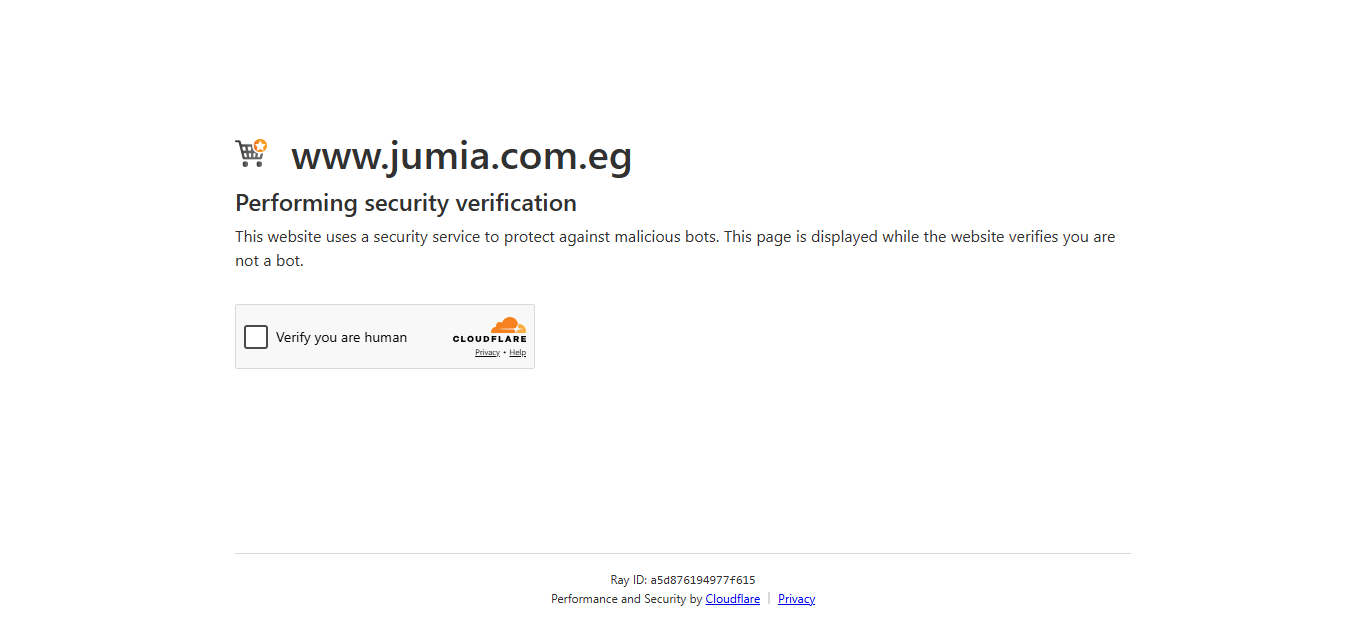 www.jumia.com.eg
Performing security verification
This website uses a security service to protect against malicious bots. This page is displayed while the website verifies you are
not a bot.
Verify you are human
CLOUDFLARE
Privacy • Help
Ray ID: a5d876194977f615
Performance and Security by Cloudflare | Privacy